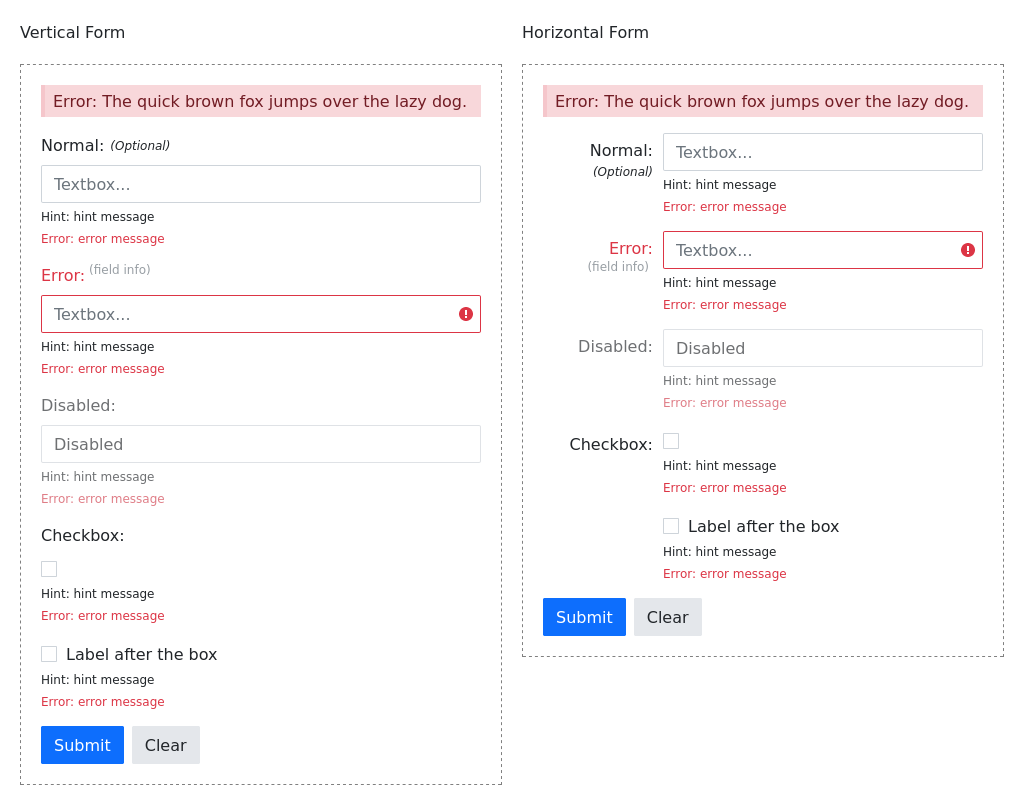 Vertical Form
Error: The quick brown fox jumps over the lazy dog.
Normal: (Optional)
Textbox...
Hint: hint message
Error: error message
Error: (field info)
Textbox...
Hint: hint message
Error: error message
Disabled:
Disabled
Hint: hint message
Error: error message
Checkbox:
Hint: hint message
Error: error message
Label after the box
Hint: hint message
Error: error message
Submit Clear
Horizontal Form
Error: The quick brown fox jumps over the lazy dog.
Normal: Textbox...
(Optional) Hint: hint message
Error: error message
Error: Textbox...
(field info)
Hint: hint message
Error: error message
Disabled: Disabled
Hint: hint message
Error: error message
Checkbox:
Hint: hint message
Error: error message
Label after the box
Hint: hint message
Error: error message
Submit Clear